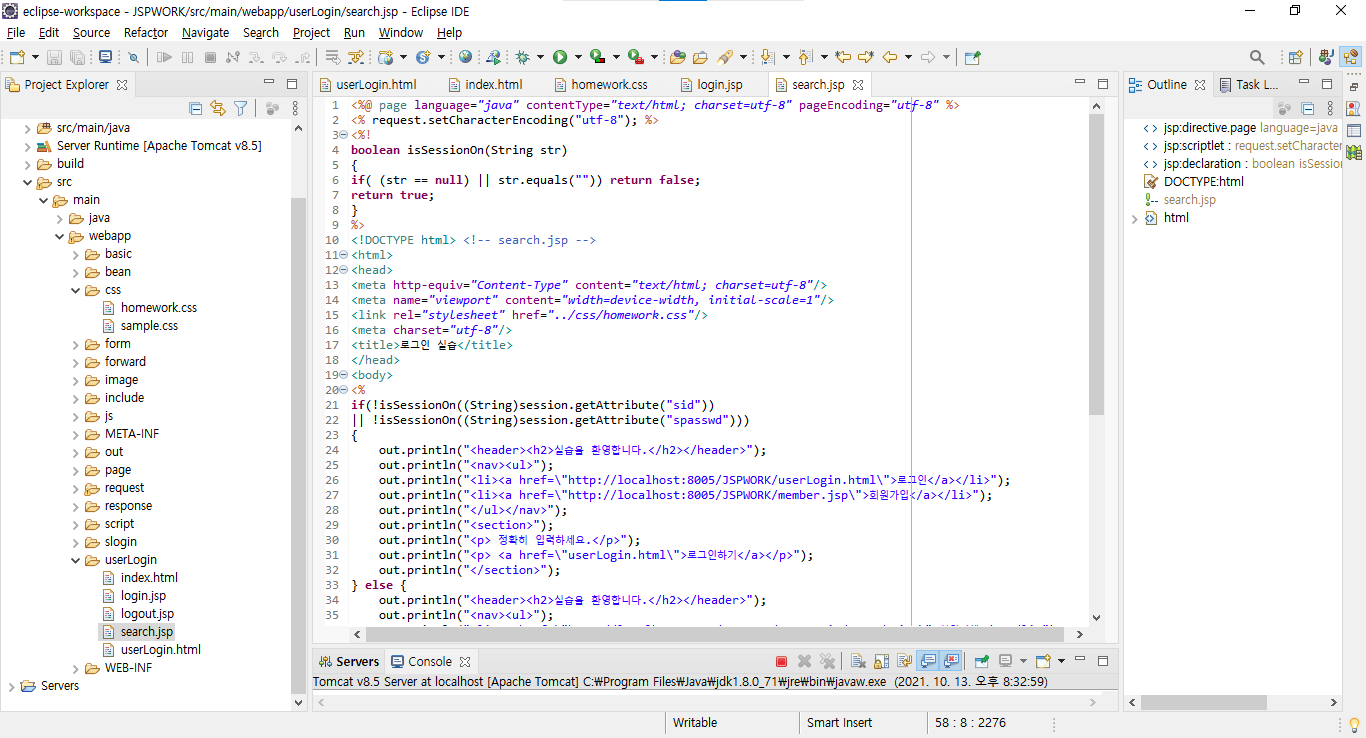 eclipse-workspace - JSPWORK/src/main/webapp/userLogin/search.jsp - Eclipse IDE
File Edit Source Refactor Navigate Search Project Run Window Help
Project Explorer
src/main/java
Server Runtime [Apache Tomcat v8.5]
build
src
main
java
webapp
basic
bean
css
homework.css
sample.css
form
forward
image
include
js
META-INF
out
page
request
response
script
slogin
userLogin
index.html
login.jsp
logout.jsp
search.jsp
userLogin.html
WEB-INF
Servers
userLogin.html index.html homework.css login.jsp search.jsp
1 <%@ page language="java" contentType="text/html; charset=utf-8" pageEncoding="utf-8" %>
2 <% request.setCharacterEncoding("utf-8"); %>
3 <%!
4 boolean isSessionOn(String str)
5 {
6 if( (str == null) || str.equals("")) return false;
7 return true;
8 }
9 %>
10 <!DOCTYPE html> <!-- search.jsp -->
11 <html>
12 <head>
13 <meta http-equiv="Content-Type" content="text/html; charset=utf-8"/>
14 <meta name="viewport" content="width=device-width, initial-scale=1"/>
15 <link rel="stylesheet" href="../css/homework.css"/>
16 <meta charset="utf-8"/>
17 <title>로그인 실습</title>
18 </head>
19 <body>
20 <%
21 if(!isSessionOn((String)session.getAttribute("sid"))
22 || !isSessionOn((String)session.getAttribute("spasswd")))
23 {
24 out.println("<header><h2>실습을 환영합니다.</h2></header>");
25 out.println("<nav><ul>");
26 out.println("<li><a href=\"http://localhost:8005/JSPWORK/userLogin.html\">로그인</a></li>");
27 out.println("<li><a href=\"http://localhost:8005/JSPWORK/member.jsp\">회원가입</a></li>");
28 out.println("</ul></nav>");
29 out.println("<section>");
30 out.println("<p> 정확히 입력하세요.</p>");
31 out.println("<p> <a href=\"userLogin.html\">로그인하기</a></p>");
32 out.println("</section>");
33 } else {
34 out.println("<header><h2>실습을 환영합니다.</h2></header>");
35 out.println("<nav><ul>");
Outline Task L...
jsp:directive.page language=java
jsp:scriptlet : request.setCharacter
jsp:declaration : boolean isSessio
DOCTYPE:html
search.jsp
html
Servers Console
Tomcat v8.5 Server at localhost [Apache Tomcat] C:₩Program Files₩Java₩jdk1.8.0_71₩jre₩bin₩javaw.exe (2021. 10. 13. 오후 8:32:59)
Writable Smart Insert 58 : 8 : 2276